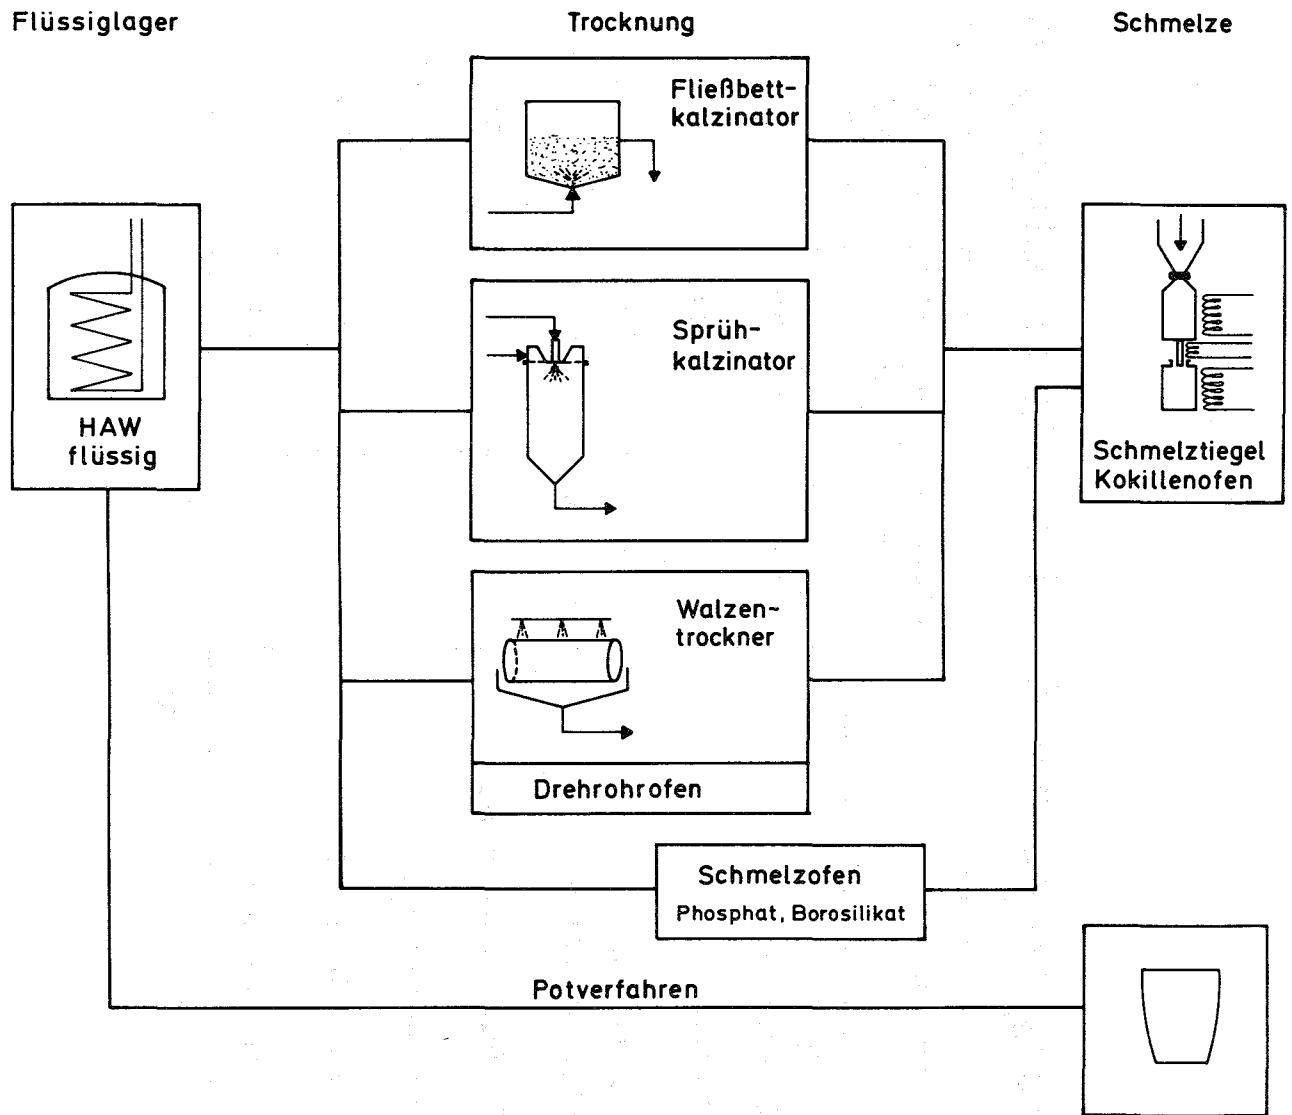 Flüssiglager
Trocknung
Schmelze
Fließbett-
kalzinator
Sprüh-
kalzinator
HAW
flüssig
Schmelztiegel
Kokillenofen
Walzen-
trockner
Drehrohrofen
Schmelzofen
Phosphat, Borosilikat
Potverfahren